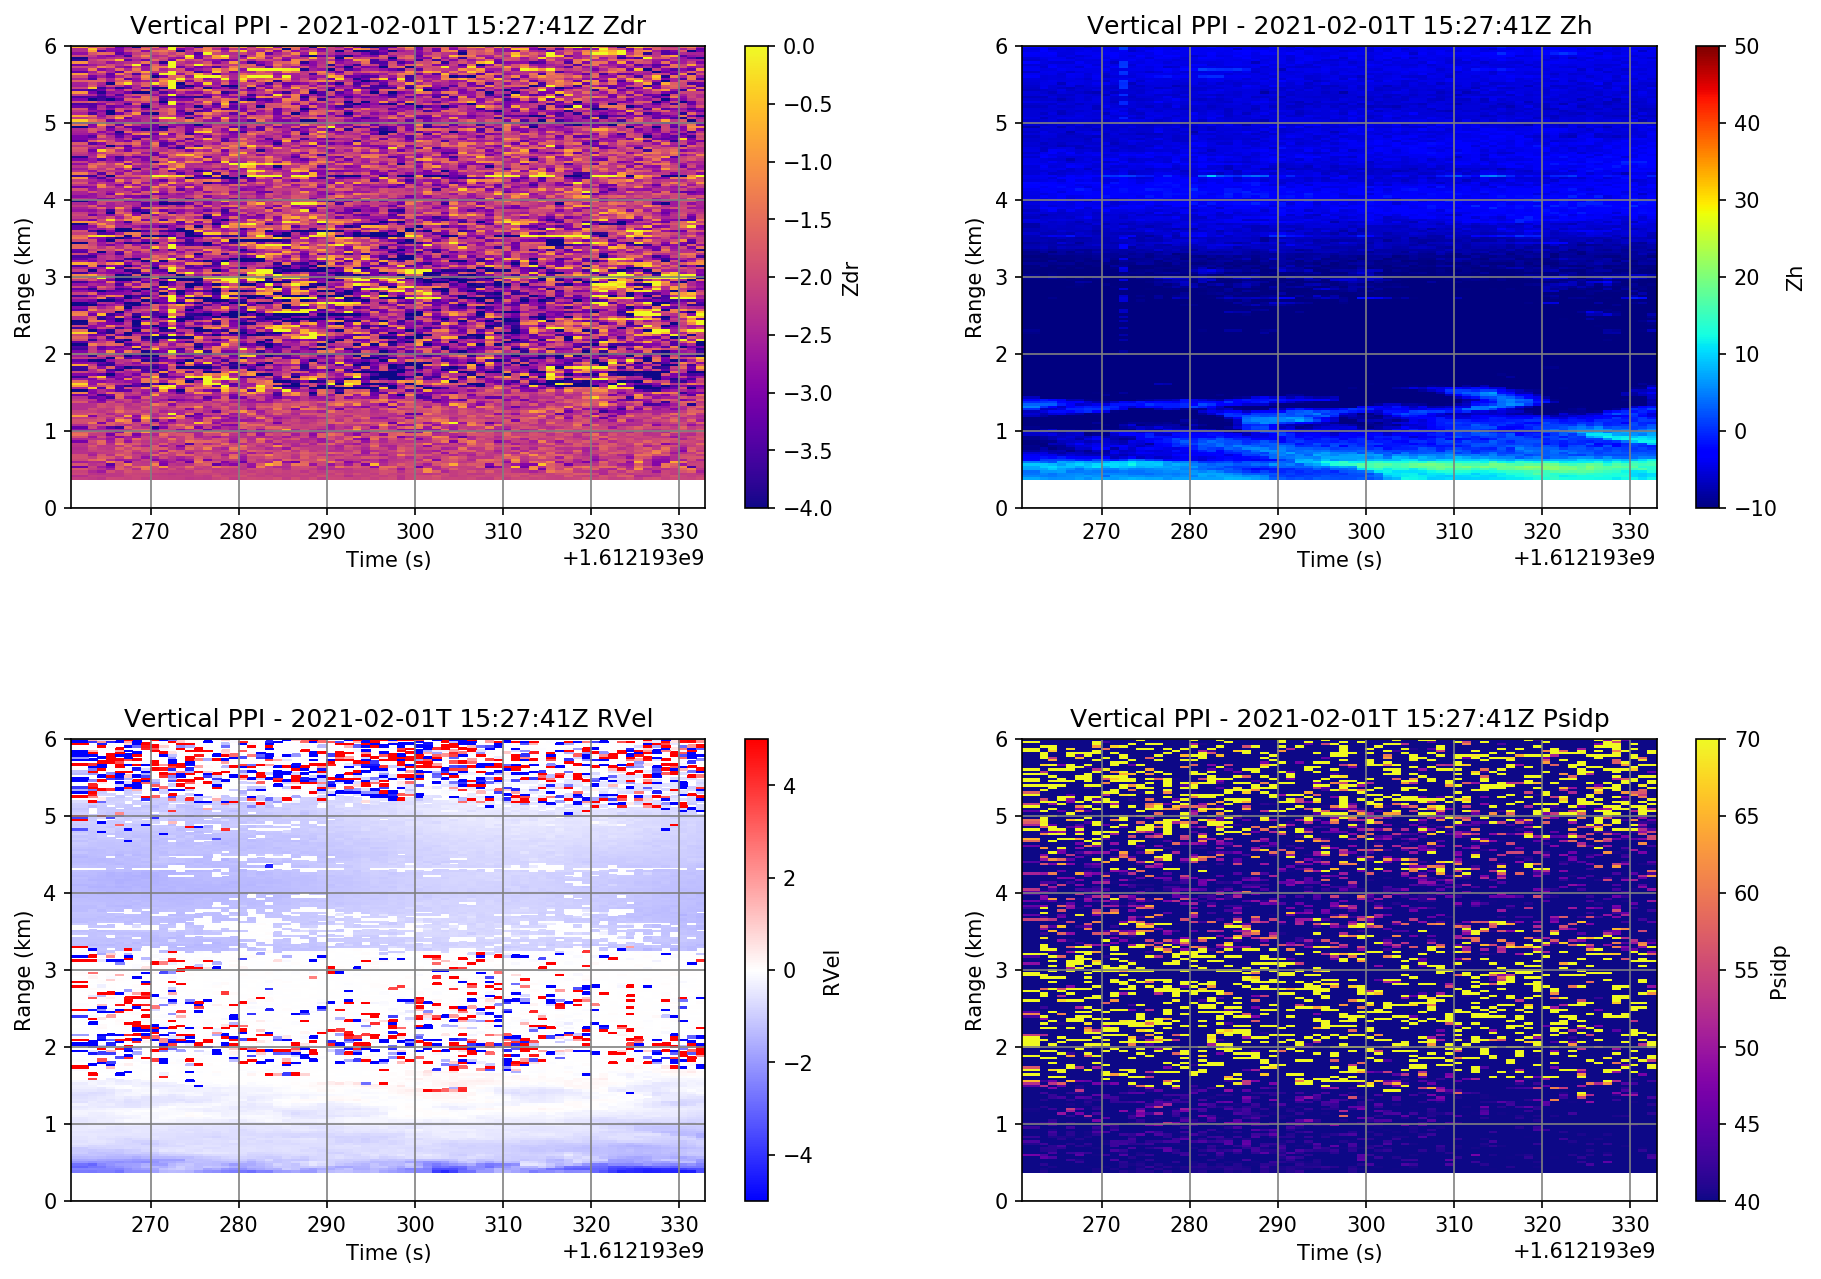 Vertical PPI - 2021-02-01T 15:27:41Z Zdr
6
5
4
3
2
1
0
Range (km)
270 280 290 300 310 320 330
Time (s)
+1.612193e9
0.0
−0.5
−1.0
−1.5
−2.0
−2.5
−3.0
−3.5
−4.0
Zdr
Vertical PPI - 2021-02-01T 15:27:41Z Zh
6
5
4
3
2
1
0
Range (km)
270 280 290 300 310 320 330
Time (s)
+1.612193e9
50
40
30
20
10
0
−10
Zh
Vertical PPI - 2021-02-01T 15:27:41Z RVel
6
5
4
3
2
1
0
Range (km)
270 280 290 300 310 320 330
Time (s)
+1.612193e9
4
2
0
−2
−4
RVel
Vertical PPI - 2021-02-01T 15:27:41Z Psidp
6
5
4
3
2
1
0
Range (km)
270 280 290 300 310 320 330
Time (s)
+1.612193e9
70
65
60
55
50
45
40
Psidp